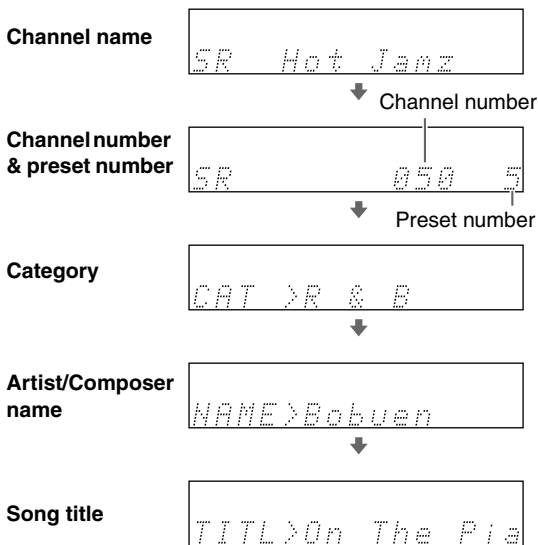 Channel name
SR Hot Jamz
Channel number
Channel number
& preset number
SR 050 5
Preset number
Category
CAT >R & B
Artist/Composer
name
NAME>Bobuen
Song title
TITL>On The Pia